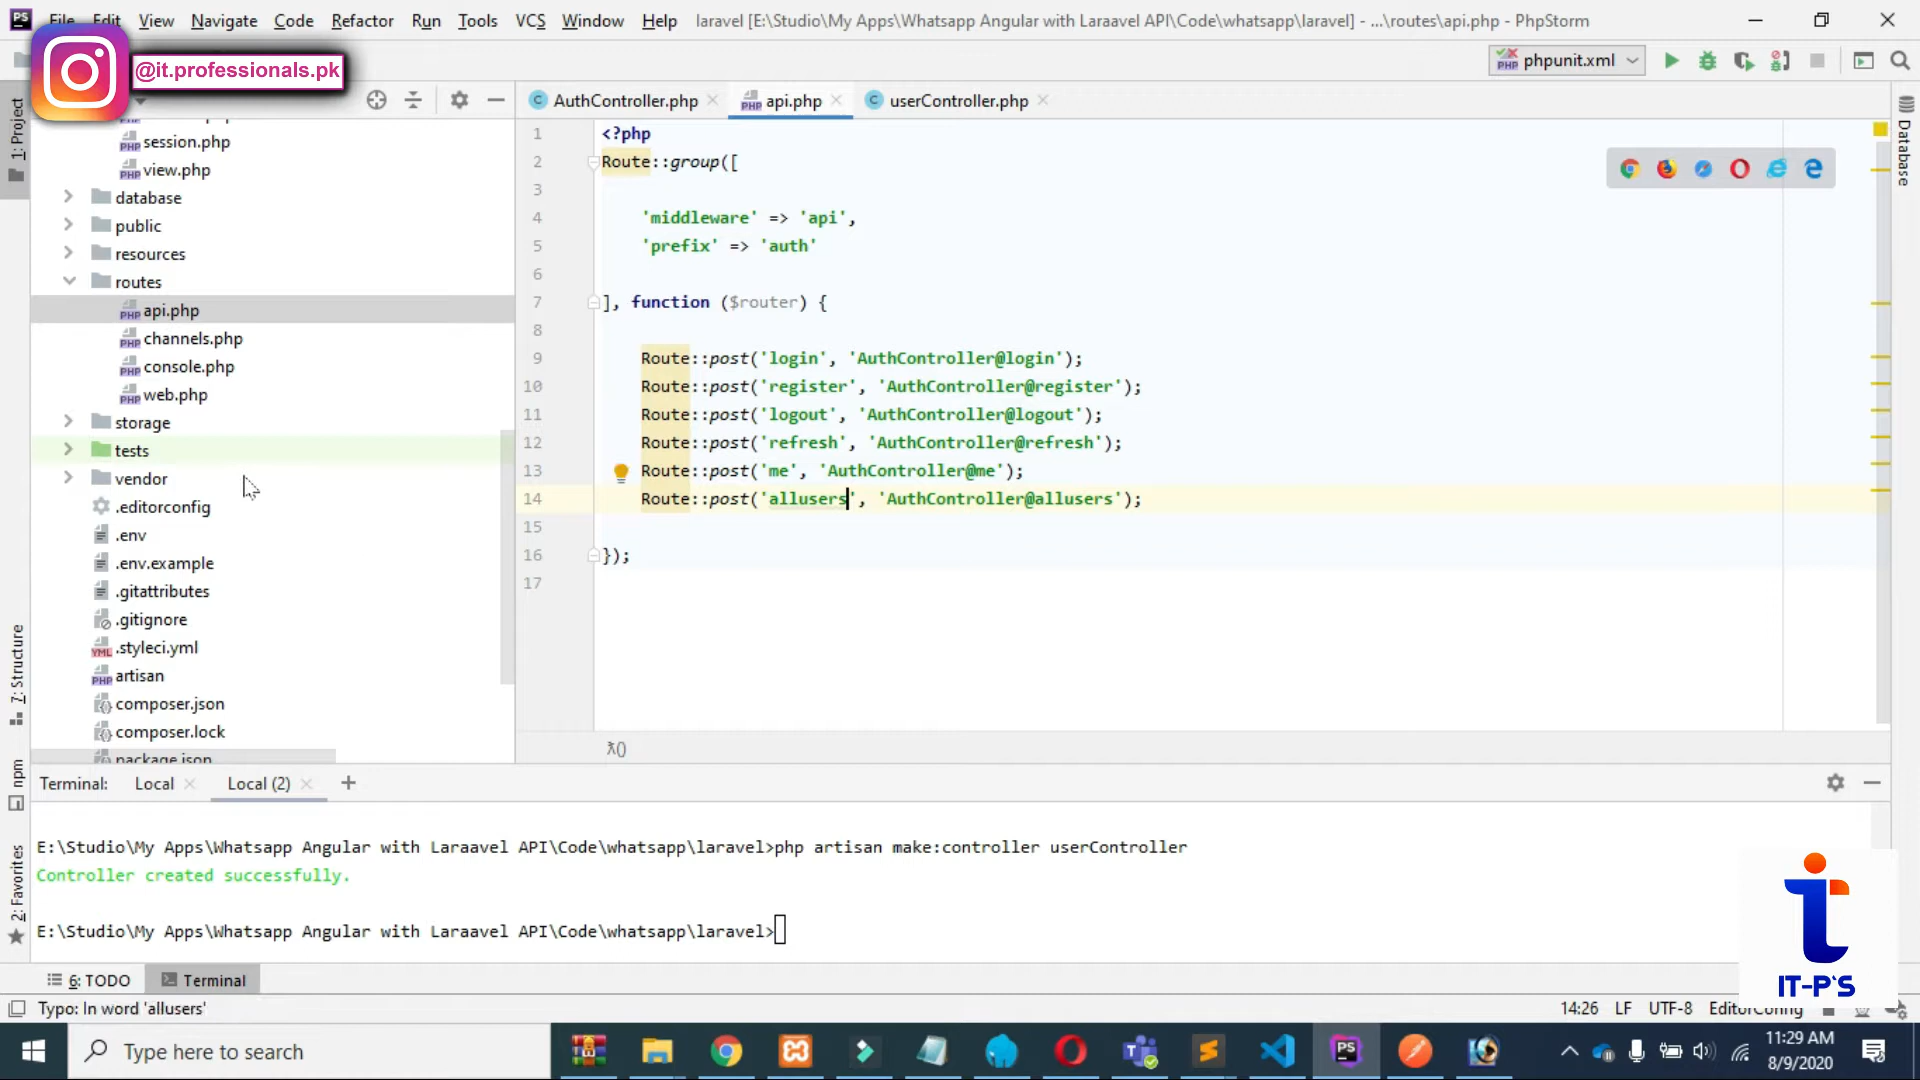 File Edit View Navigate Code Refactor Run Tools VCS Window Help laravel [E:\Studio\My Apps\Whatsapp Angular with Laraavel API\Code\whatsapp\laravel] - ...\routes\api.php - PhpStorm
@it.professionals.pk
phpunit.xml
AuthController.php
api.php
userController.php
1: Project
session.php
view.php
database
public
resources
routes
api.php
channels.php
console.php
web.php
storage
tests
vendor
.editorconfig
.env
.env.example
.gitattributes
.gitignore
.styleci.yml
artisan
composer.json
composer.lock
package.json
1 <?php
2 Route::group([
3
4 'middleware' => 'api',
5 'prefix' => 'auth'
6
7 ], function ($router) {
8
9 Route::post('login', 'AuthController@login');
10 Route::post('register', 'AuthController@register');
11 Route::post('logout', 'AuthController@logout');
12 Route::post('refresh', 'AuthController@refresh');
13 Route::post('me', 'AuthController@me');
14 Route::post('allusers', 'AuthController@allusers');
15
16 });
17
λ()
Database
7: Structure
npm
2: Favorites
Terminal: Local Local (2) +
E:\Studio\My Apps\Whatsapp Angular with Laraavel API\Code\whatsapp\laravel>php artisan make:controller userController
Controller created successfully.
E:\Studio\My Apps\Whatsapp Angular with Laraavel API\Code\whatsapp\laravel>
IT-P'S
6: TODO Terminal
Typo: In word 'allusers'
14:26 LF UTF-8 EditorConfig
Type here to search
11:29 AM
8/9/2020